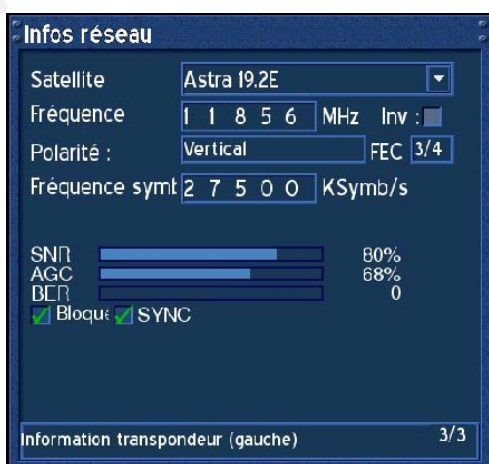 Infos réseau
Satellite Astra 19.2E
Fréquence 1 1 8 5 6 MHz Inv :
Polarité : Vertical FEC 3/4
Fréquence symt 2 7 5 0 0 KSymb/s
SNR 80%
AGC 68%
BER 0
Bloque SYNC
Information transpondeur (gauche) 3/3